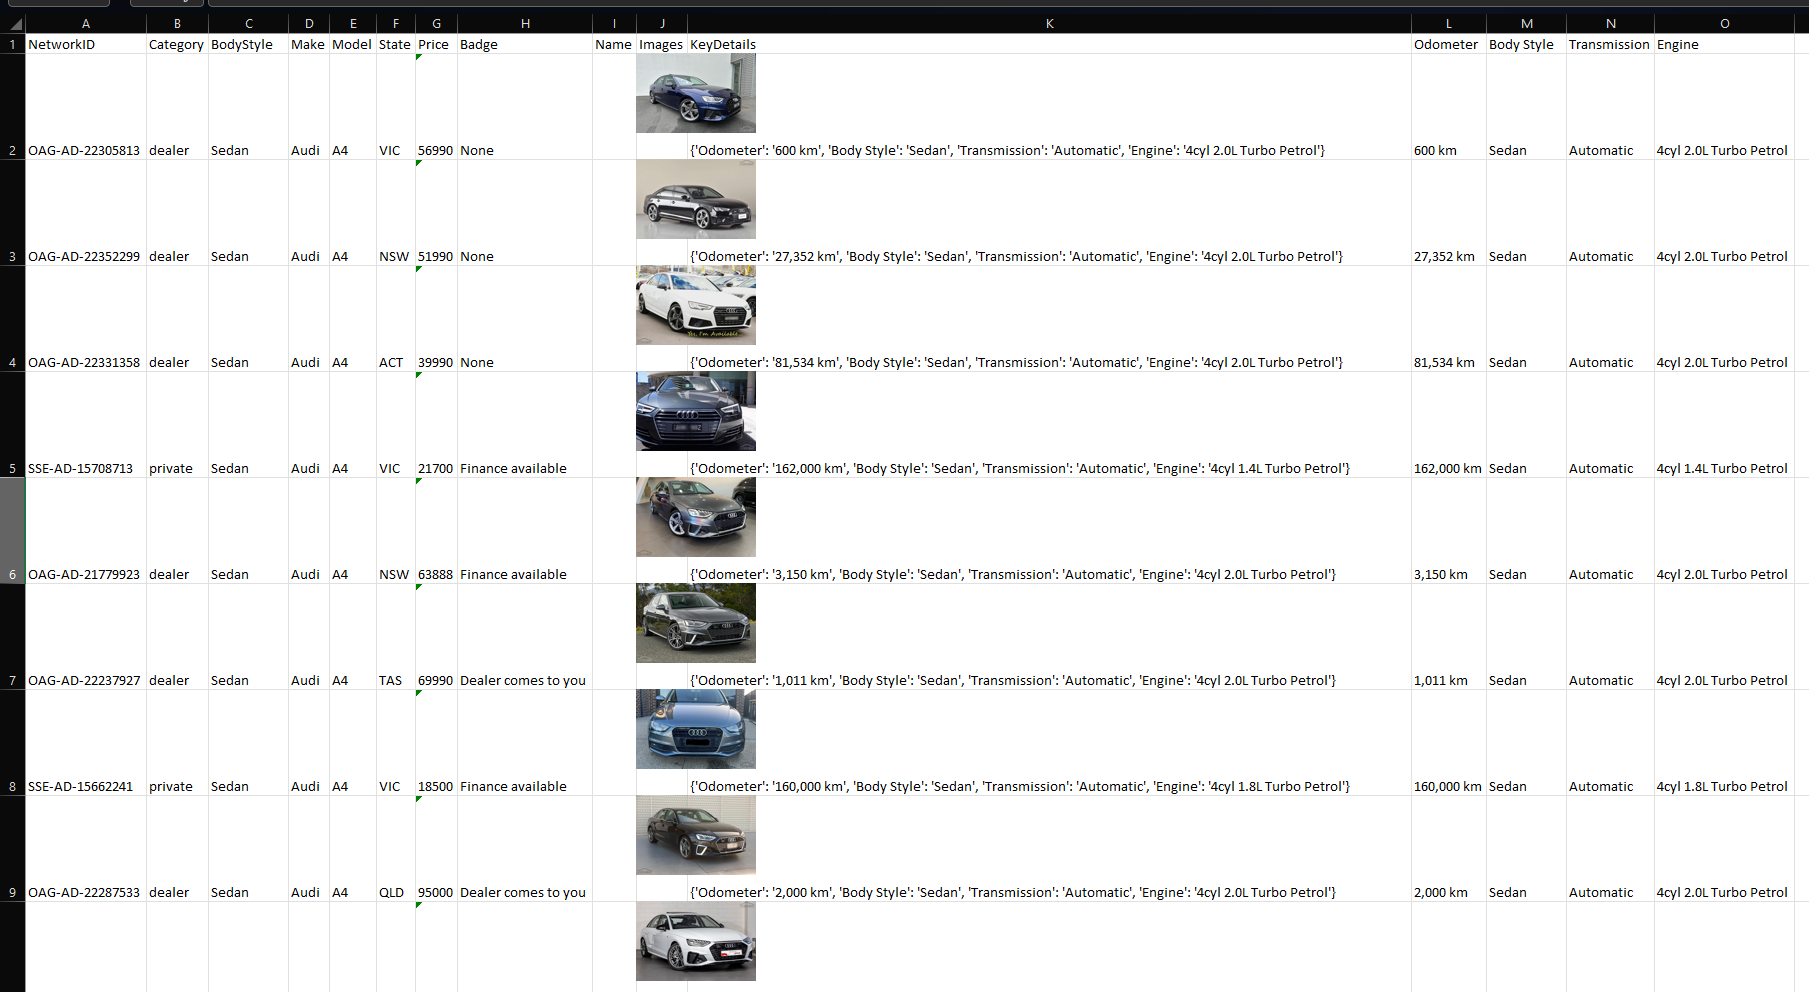 A B C D E F G H I J K L M N O
1 NetworkID Category BodyStyle Make Model State Price Badge Name Images KeyDetails Odometer Body Style Transmission Engine
2 OAG-AD-22305813 dealer Sedan Audi A4 VIC 56990 None {'Odometer': '600 km', 'Body Style': 'Sedan', 'Transmission': 'Automatic', 'Engine': '4cyl 2.0L Turbo Petrol'} 600 km Sedan Automatic 4cyl 2.0L Turbo Petrol
3 OAG-AD-22352299 dealer Sedan Audi A4 NSW 51990 None {'Odometer': '27,352 km', 'Body Style': 'Sedan', 'Transmission': 'Automatic', 'Engine': '4cyl 2.0L Turbo Petrol'} 27,352 km Sedan Automatic 4cyl 2.0L Turbo Petrol
Yes, I'm Available
4 OAG-AD-22331358 dealer Sedan Audi A4 ACT 39990 None {'Odometer': '81,534 km', 'Body Style': 'Sedan', 'Transmission': 'Automatic', 'Engine': '4cyl 2.0L Turbo Petrol'} 81,534 km Sedan Automatic 4cyl 2.0L Turbo Petrol
5 SSE-AD-15708713 private Sedan Audi A4 VIC 21700 Finance available {'Odometer': '162,000 km', 'Body Style': 'Sedan', 'Transmission': 'Automatic', 'Engine': '4cyl 1.4L Turbo Petrol'} 162,000 km Sedan Automatic 4cyl 1.4L Turbo Petrol
6 OAG-AD-21779923 dealer Sedan Audi A4 NSW 63888 Finance available {'Odometer': '3,150 km', 'Body Style': 'Sedan', 'Transmission': 'Automatic', 'Engine': '4cyl 2.0L Turbo Petrol'} 3,150 km Sedan Automatic 4cyl 2.0L Turbo Petrol
7 OAG-AD-22237927 dealer Sedan Audi A4 TAS 69990 Dealer comes to you {'Odometer': '1,011 km', 'Body Style': 'Sedan', 'Transmission': 'Automatic', 'Engine': '4cyl 2.0L Turbo Petrol'} 1,011 km Sedan Automatic 4cyl 2.0L Turbo Petrol
8 SSE-AD-15662241 private Sedan Audi A4 VIC 18500 Finance available {'Odometer': '160,000 km', 'Body Style': 'Sedan', 'Transmission': 'Automatic', 'Engine': '4cyl 1.8L Turbo Petrol'} 160,000 km Sedan Automatic 4cyl 1.8L Turbo Petrol
9 OAG-AD-22287533 dealer Sedan Audi A4 QLD 95000 Dealer comes to you {'Odometer': '2,000 km', 'Body Style': 'Sedan', 'Transmission': 'Automatic', 'Engine': '4cyl 2.0L Turbo Petrol'} 2,000 km Sedan Automatic 4cyl 2.0L Turbo Petrol